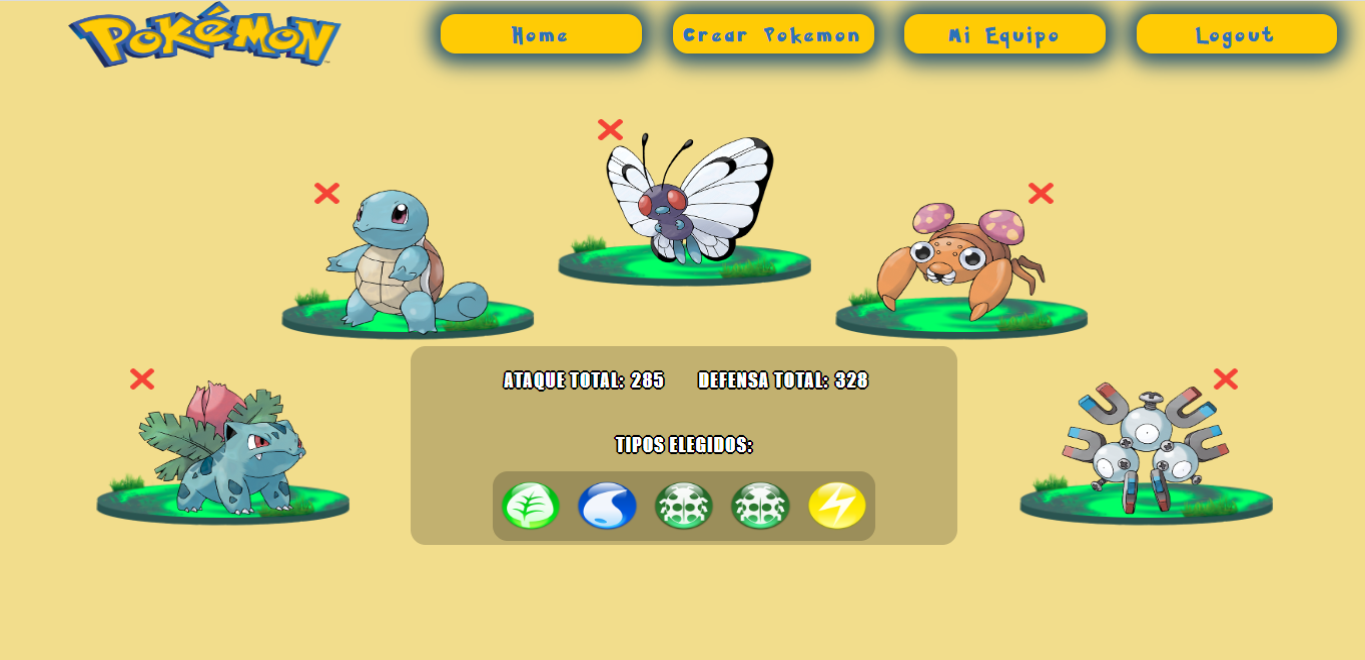 POKÉMON
Home
Crear Pokemon
Mi Equipo
Logout
ATAQUE TOTAL: 285
DEFENSA TOTAL: 328
TIPOS ELEGIDOS: